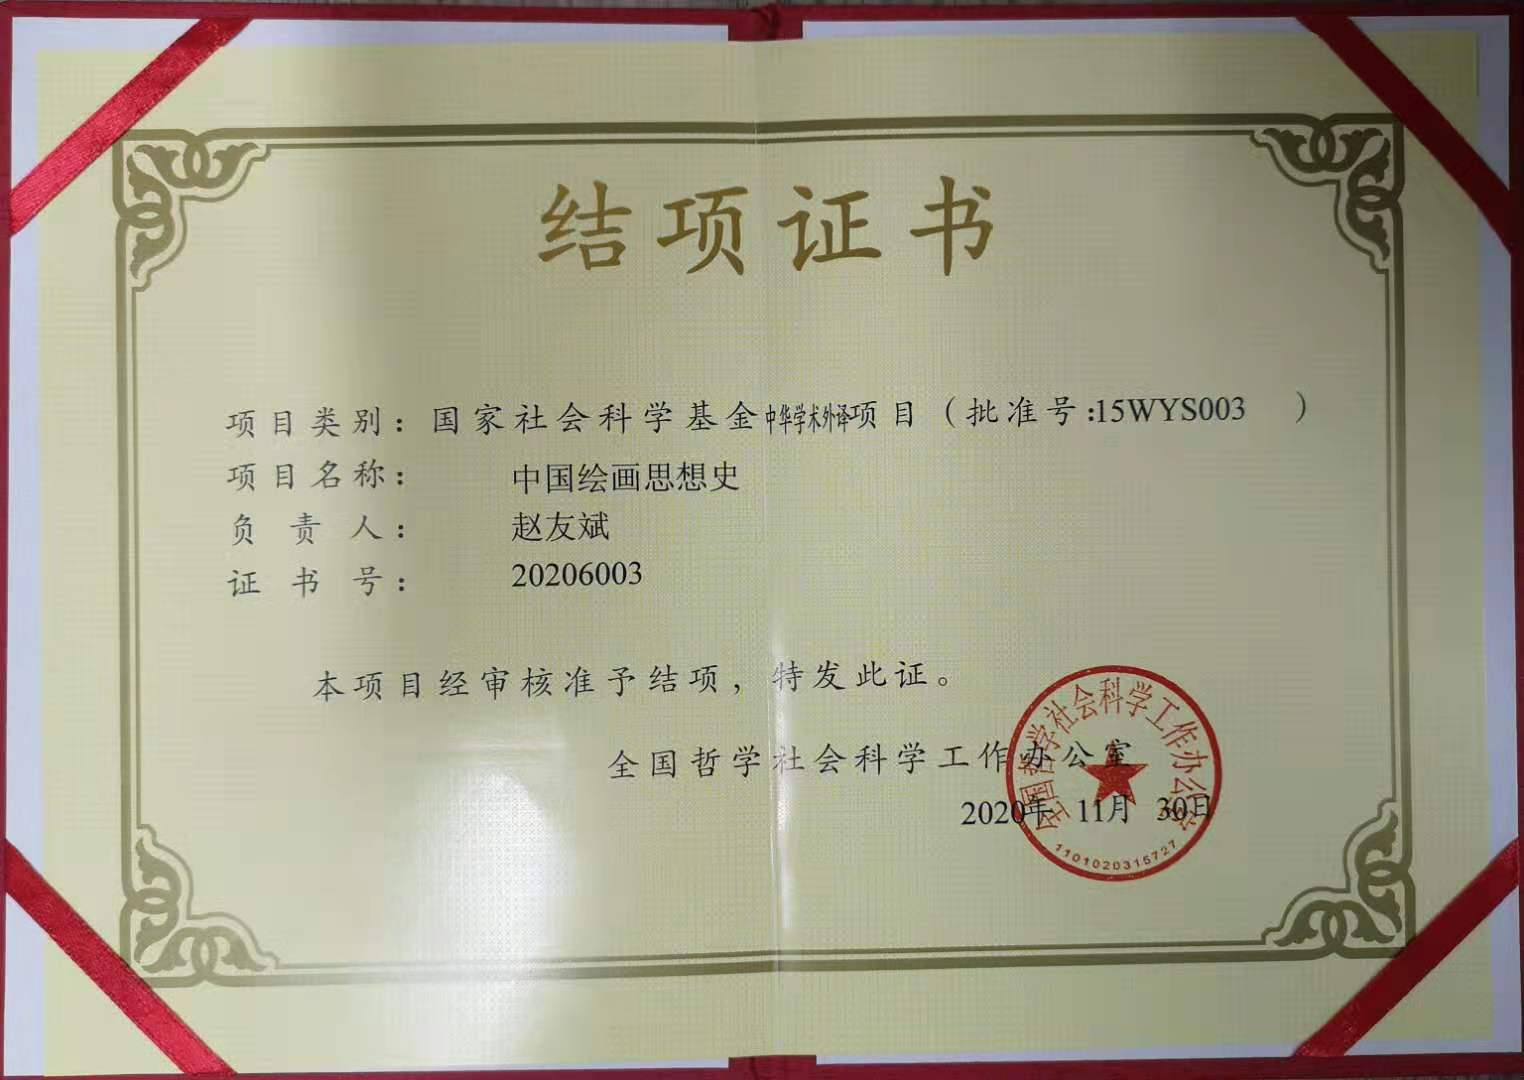 结项证书
项目类别：国家社会科学基金中华学术外译项目（批准号:15WYS003 ）
项目名称： 中国绘画思想史
负责人： 赵友斌
证书号： 20206003
本项目经审核准予结项，特发此证。
全国哲学社会科学工作办公室
2020年 11月 30日
全国哲学社会科学工作办公室
1101020315727